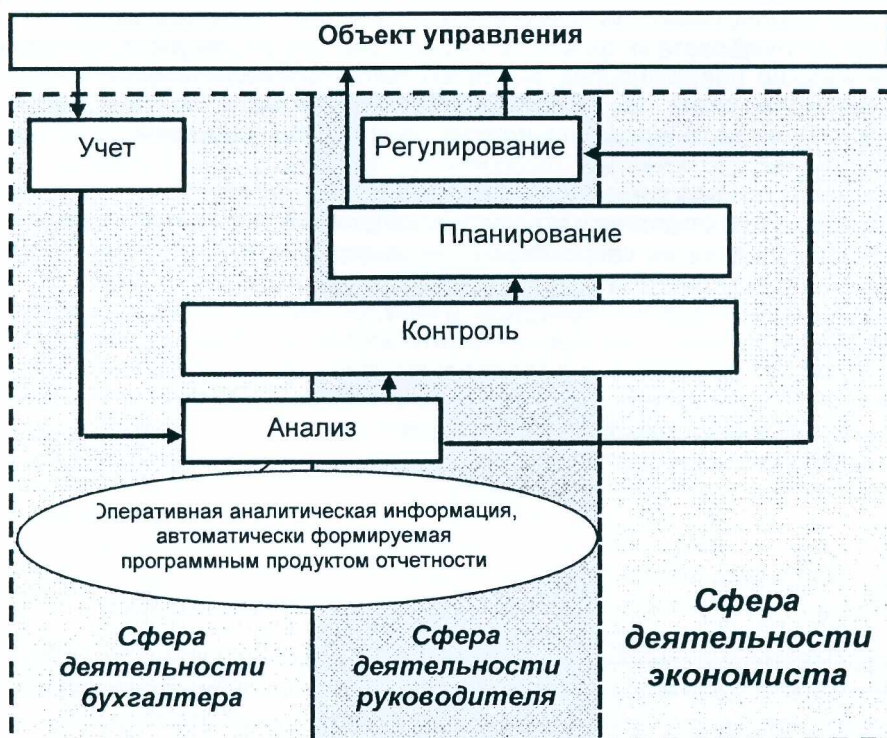 Объект управления
Учет
Регулирование
Планирование
Контроль
Анализ
Оперативная аналитическая информация,
автоматически формируемая
программным продуктом отчетности
Сфера
деятельности
бухгалтера
Сфера
деятельности
руководителя
Сфера
деятельности
экономиста